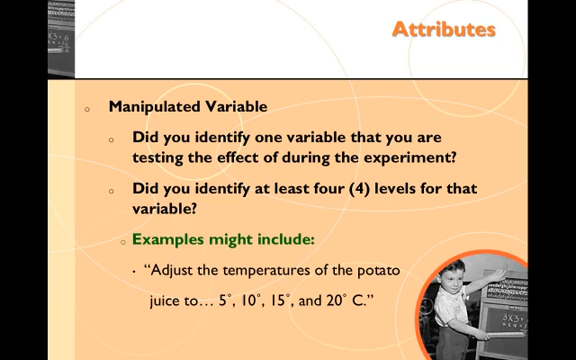 Attributes
Manipulated Variable
Did you identify one variable that you are
testing the effect of during the experiment?
Did you identify at least four (4) levels for that
variable?
Examples might include:
“Adjust the temperatures of the potato
juice to… 5˚, 10˚, 15˚, and 20˚ C.”
3X3=